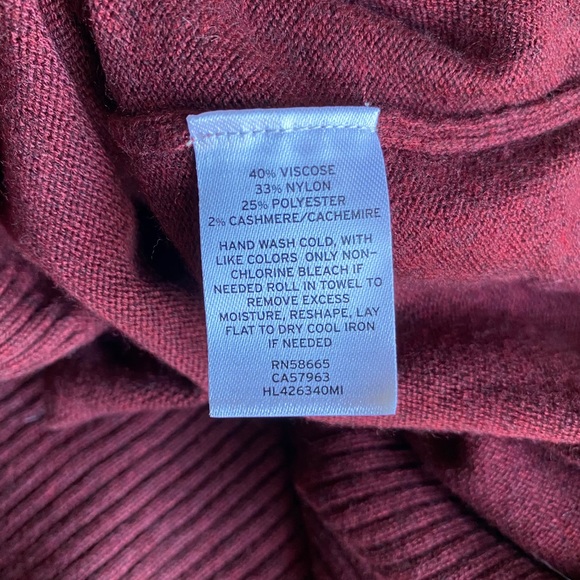 40% VISCOSE
33% NYLON
25% POLYESTER
2% CASHMERE/CACHEMIRE
HAND WASH COLD, WITH
LIKE COLORS ONLY NON-
CHLORINE BLEACH IF
NEEDED ROLL IN TOWEL TO
REMOVE EXCESS
MOISTURE, RESHAPE, LAY
FLAT TO DRY COOL IRON
IF NEEDED
RN58665
CA57963
HL426340MI